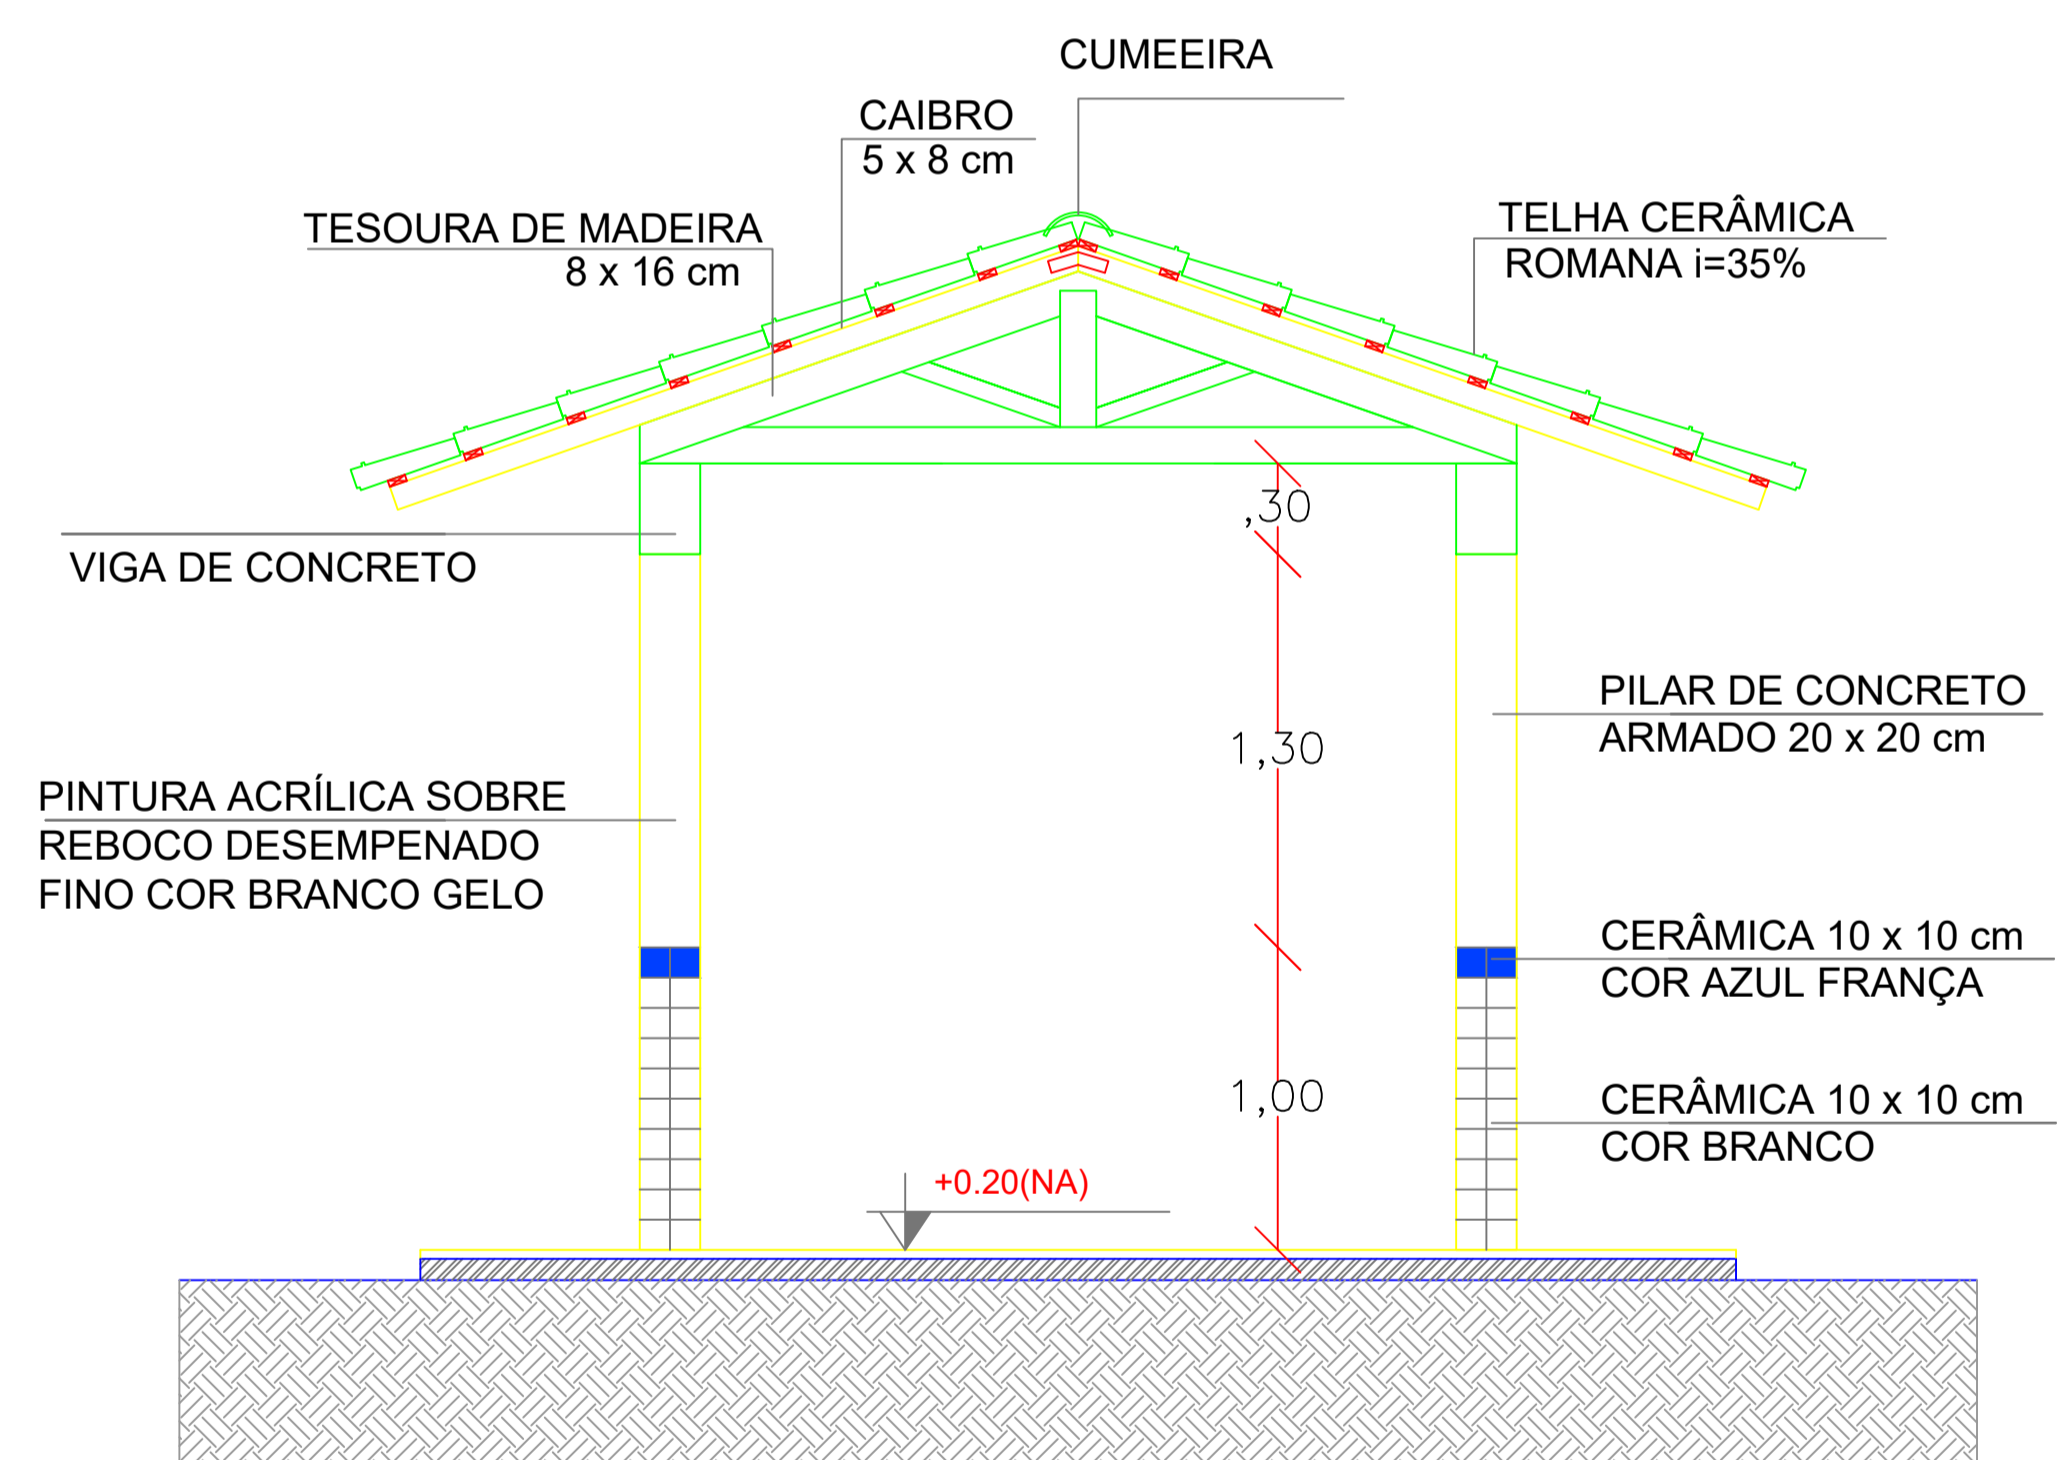 CUMEEIRA
CAIBRO
5 x 8 cm
TESOURA DE MADEIRA
8 x 16 cm
TELHA CERÂMICA
ROMANA i=35%
,30
VIGA DE CONCRETO
PILAR DE CONCRETO
ARMADO 20 x 20 cm
1,30
PINTURA ACRÍLICA SOBRE
REBOCO DESEMPENADO
FINO COR BRANCO GELO
CERÂMICA 10 x 10 cm
COR AZUL FRANÇA
1,00
CERÂMICA 10 x 10 cm
COR BRANCO
+0.20(NA)